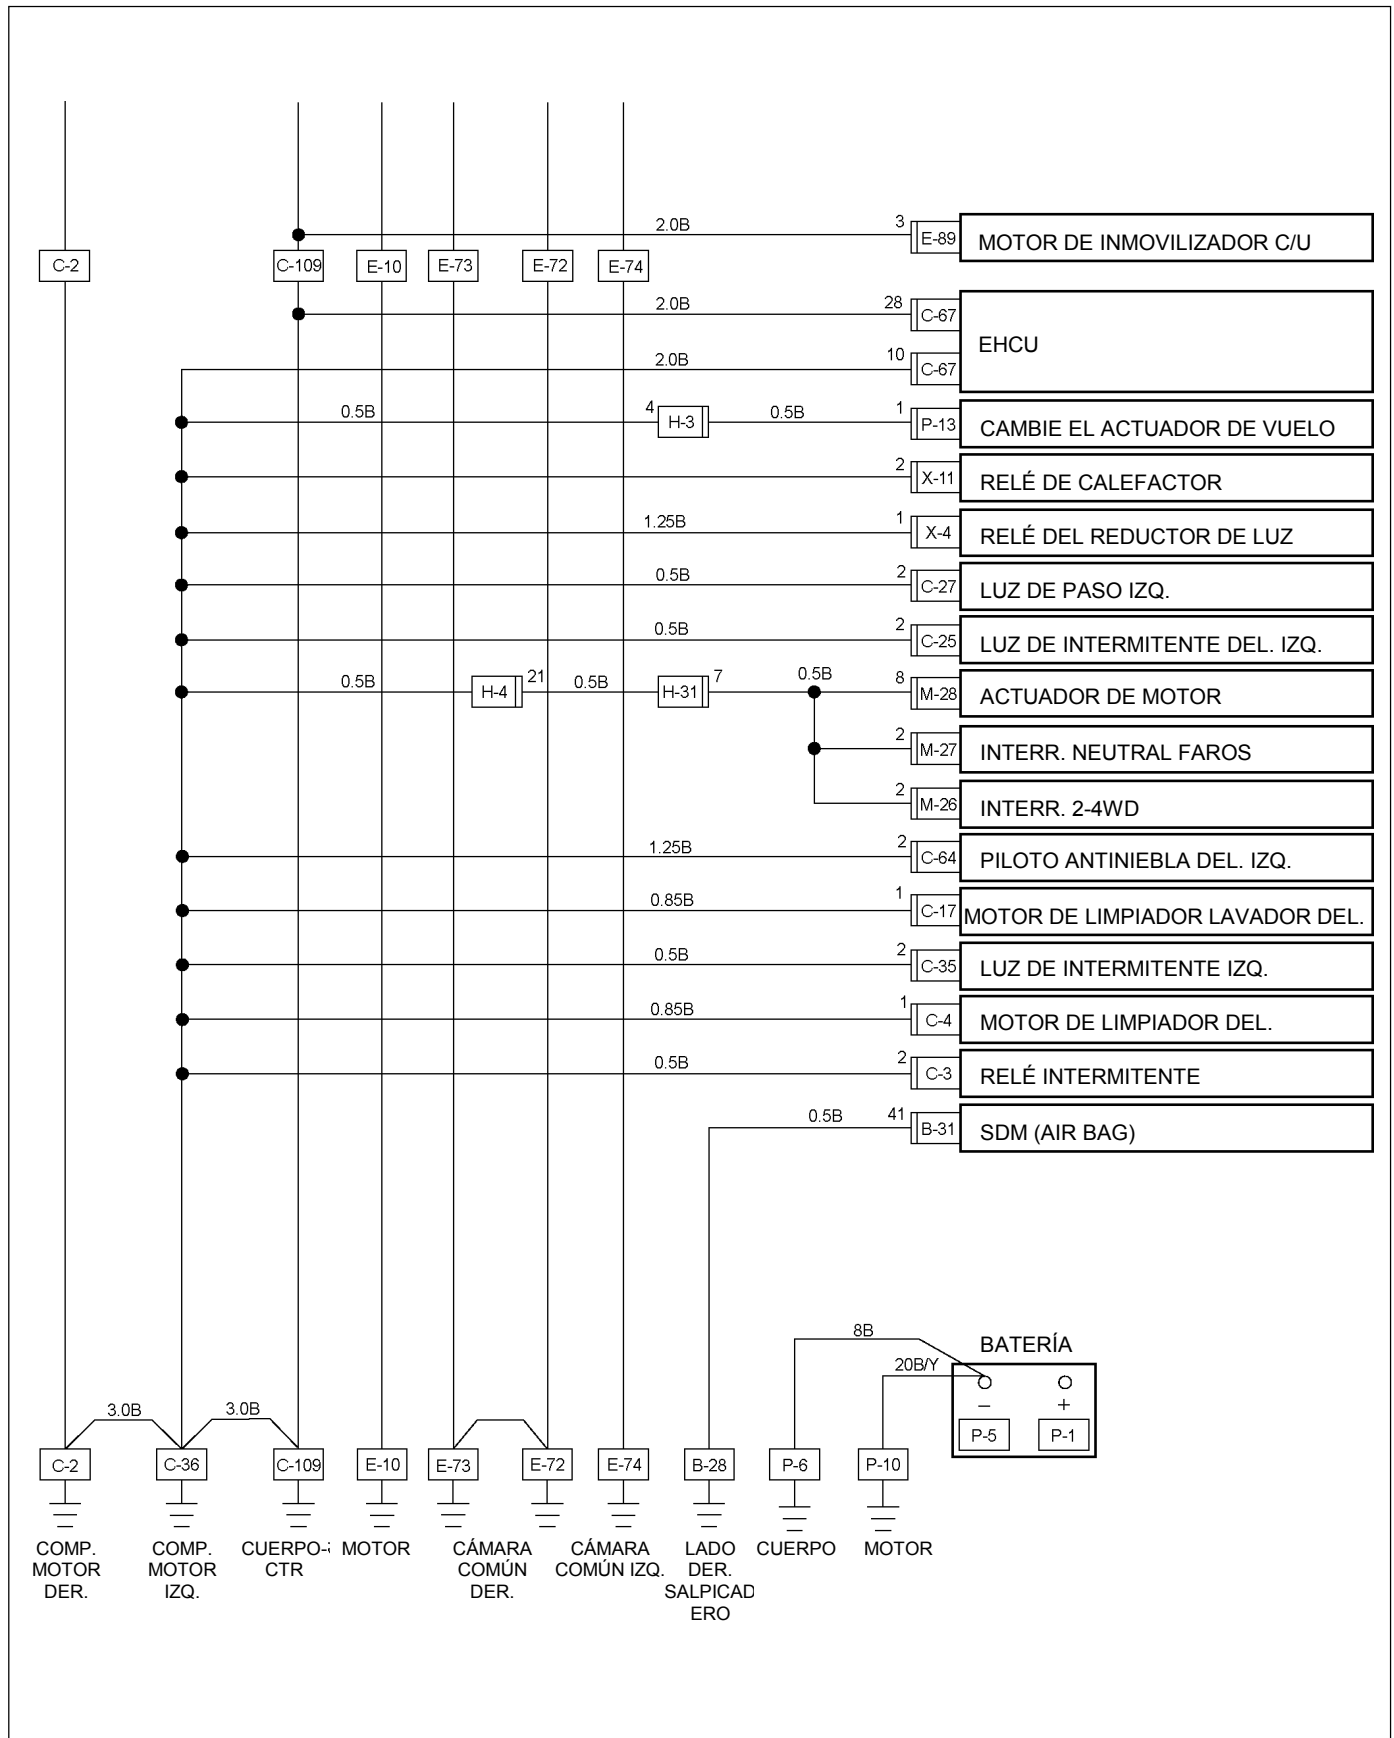 2.0B
3
E-89
MOTOR DE INMOVILIZADOR C/U
C-2
C-109
E-10
E-73
E-72
E-74
2.0B
28
C-67
EHCU
2.0B
10
C-67
0.5B
4
H-3
0.5B
1
P-13
CAMBIE EL ACTUADOR DE VUELO
2
X-11
RELÉ DE CALEFACTOR
1.25B
1
X-4
RELÉ DEL REDUCTOR DE LUZ
0.5B
2
C-27
LUZ DE PASO IZQ.
0.5B
2
C-25
LUZ DE INTERMITENTE DEL. IZQ.
0.5B
H-4
21
0.5B
H-31
7
0.5B
8
M-28
ACTUADOR DE MOTOR
2
M-27
INTERR. NEUTRAL FAROS
2
M-26
INTERR. 2-4WD
1.25B
2
C-64
PILOTO ANTINIEBLA DEL. IZQ.
0.85B
1
C-17
MOTOR DE LIMPIADOR LAVADOR DEL.
0.5B
2
C-35
LUZ DE INTERMITENTE IZQ.
0.85B
1
C-4
MOTOR DE LIMPIADOR DEL.
0.5B
2
C-3
RELÉ INTERMITENTE
0.5B
41
B-31
SDM (AIR BAG)
8B
BATERÍA
20B/Y
–
+
P-5
P-1
3.0B
3.0B
C-2
C-36
C-109
E-10
E-73
E-72
E-74
B-28
P-6
P-10
COMP.
MOTOR
DER.
COMP.
MOTOR
IZQ.
CUERPO-
CTR
MOTOR
CÁMARA
COMÚN
DER.
CÁMARA
COMÚN IZQ.
LADO
DER.
SALPICAD
ERO
CUERPO
MOTOR